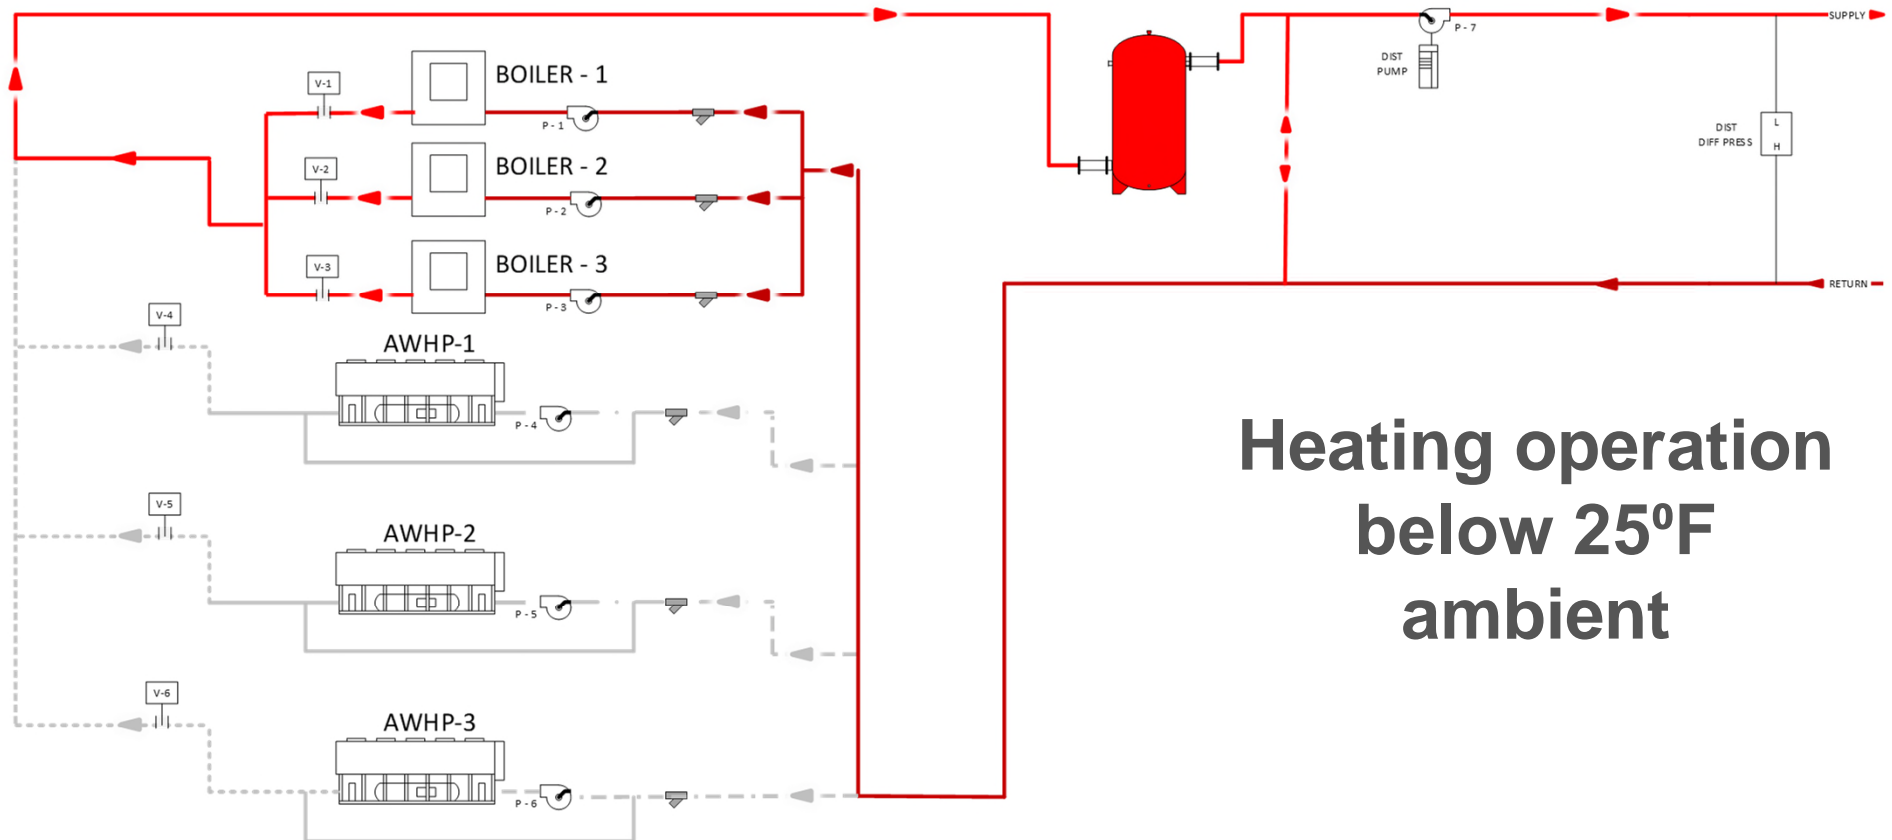 SUPPLY
P - 7
DIST
PUMP
BOILER - 1
V-1
P - 1
DIST
DIFF PRESS
L
H
BOILER - 2
V-2
P - 2
BOILER - 3
V-3
P - 3
RETURN
V-4
AWHP-1
P - 4
Heating operation
below 25⁰F
ambient
V-5
AWHP-2
P - 5
V-6
AWHP-3
P - 6